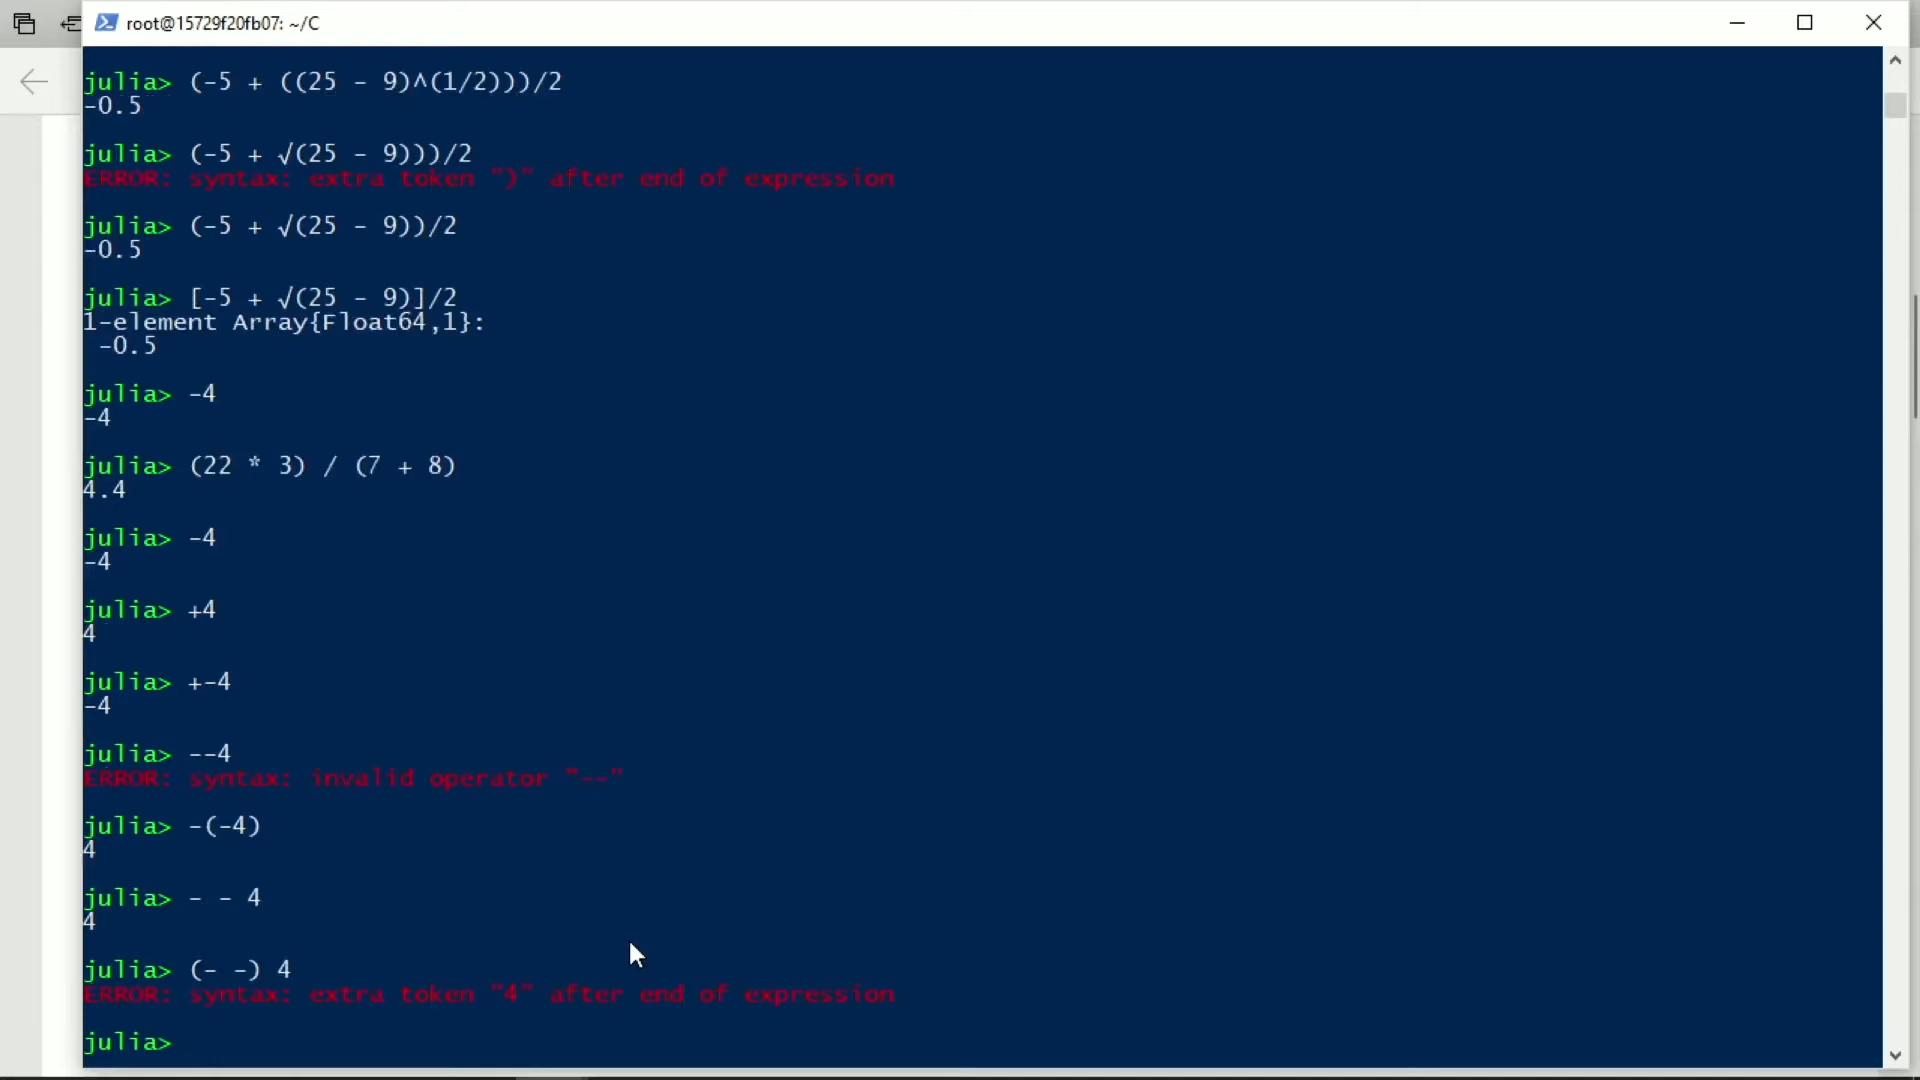 root@15729f20fb07: ~/C
julia> (-5 + ((25 - 9)^(1/2)))/2
-0.5
julia> (-5 + √(25 - 9)))/2
ERROR: syntax: extra token ")" after end of expression
julia> (-5 + √(25 - 9))/2
-0.5
julia> [-5 + √(25 - 9)]/2
1-element Array{Float64,1}:
-0.5
julia> -4
-4
julia> (22 * 3) / (7 + 8)
4.4
julia> -4
-4
julia> +4
4
julia> +-4
-4
julia> --4
ERROR: syntax: invalid operator "--"
julia> -(-4)
4
julia> - - 4
4
julia> (- -) 4
ERROR: syntax: extra token "4" after end of expression
julia>